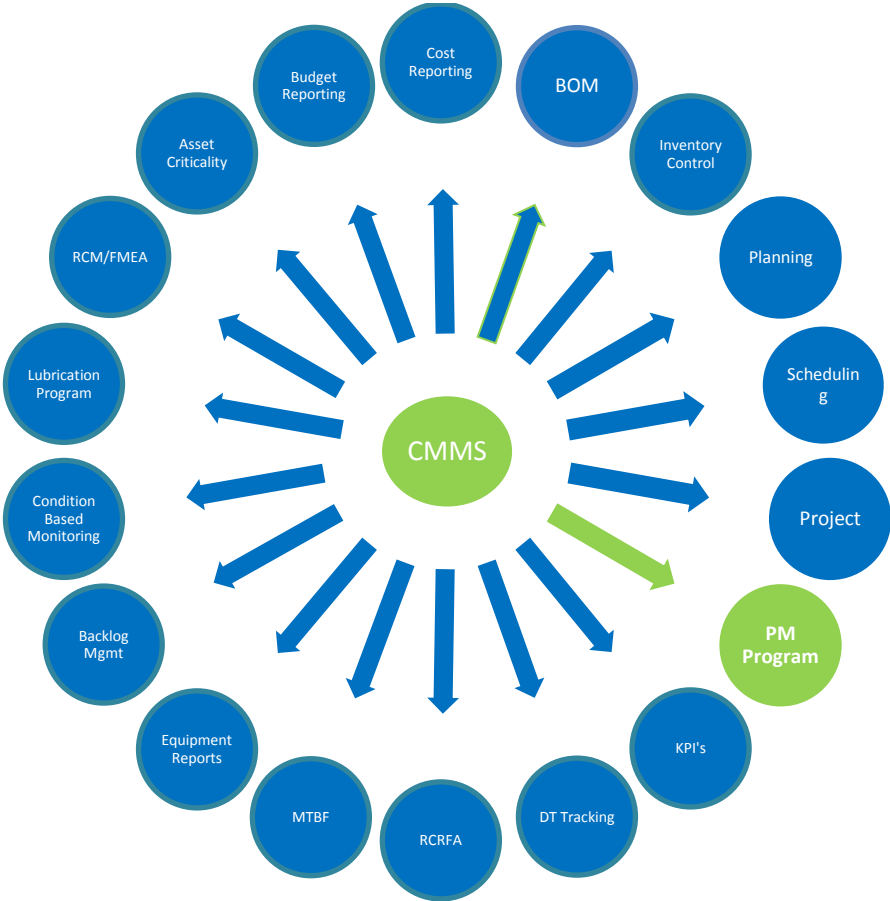 Cost
Reporting
BOM
Inventory
Control
Planning
Schedulin
g
Project
PM
Program
KPI's
DT Tracking
RCRFA
MTBF
Equipment
Reports
Backlog
Mgmt
Condition
Based
Monitoring
Lubrication
Program
RCM/FMEA
Asset
Criticality
Budget
Reporting
CMMS